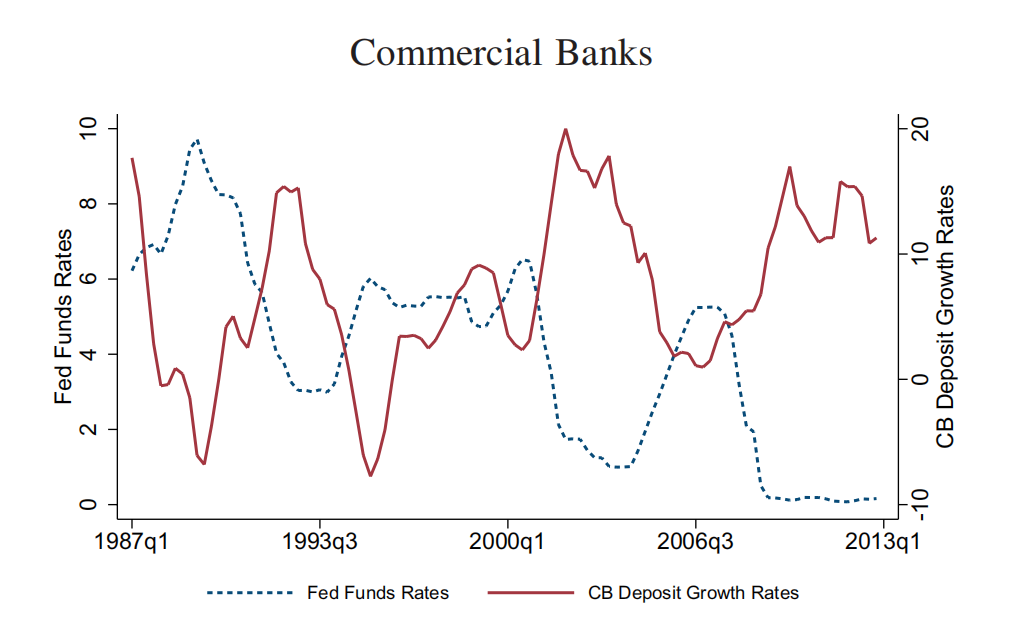 Commercial Banks
Fed Funds Rates
10
8
6
4
2
0
CB Deposit Growth Rates
20
10
0
-10
1987q1 1993q3 2000q1 2006q3 2013q1
Fed Funds Rates CB Deposit Growth Rates